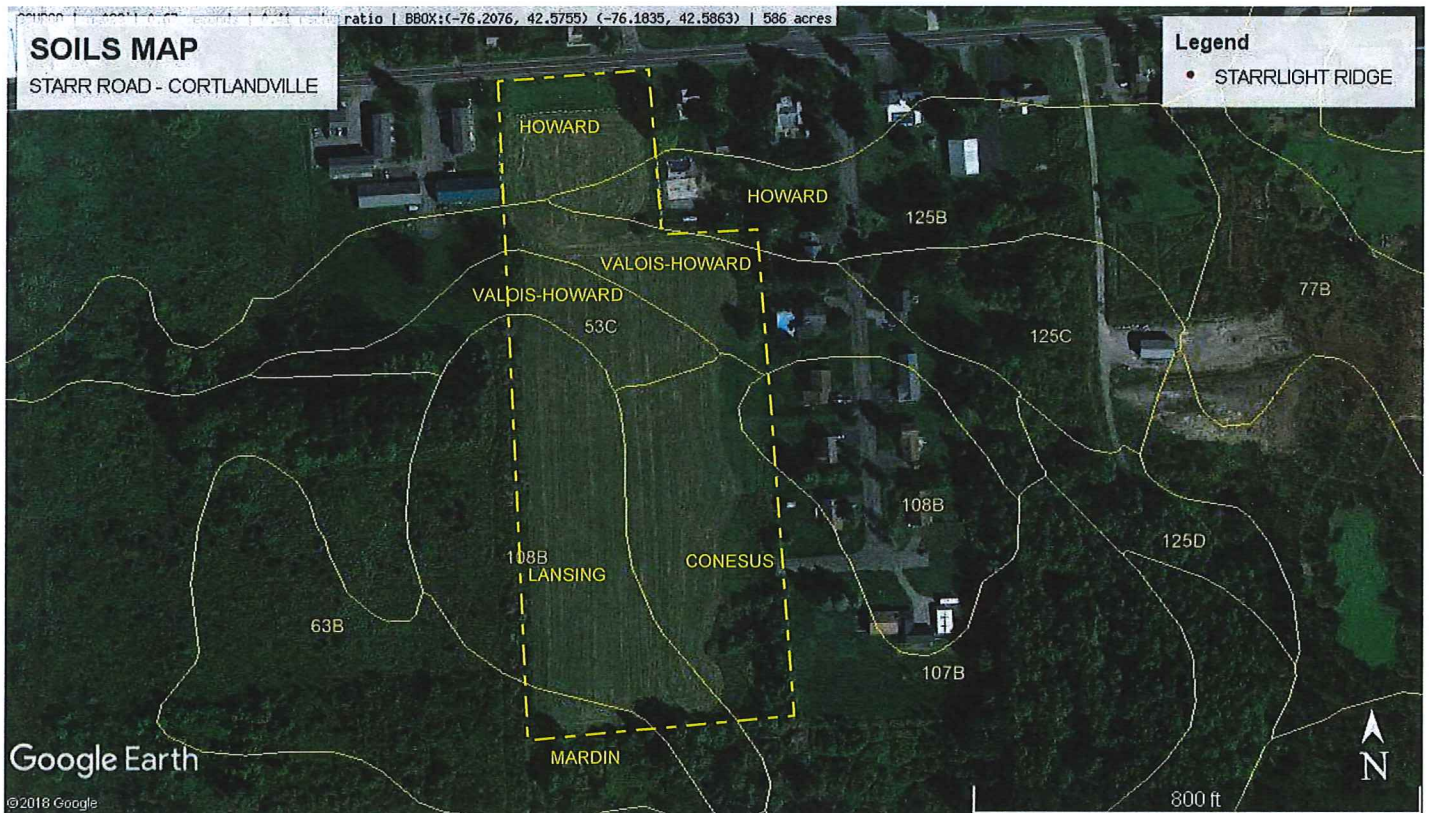 ratio | BBOX:(-76.2076, 42.5755) (-76.1835, 42.5863) | 586 acres
SOILS MAP
STARR ROAD - CORTLANDVILLE
Legend
STARRLIGHT RIDGE
HOWARD
HOWARD
125B
VALOIS-HOWARD
77B
VALOIS-HOWARD
53C
125C
108B
125D
108B
CONESUS
LANSING
63B
107B
MARDIN
Google Earth
N
©2018 Google
800 ft